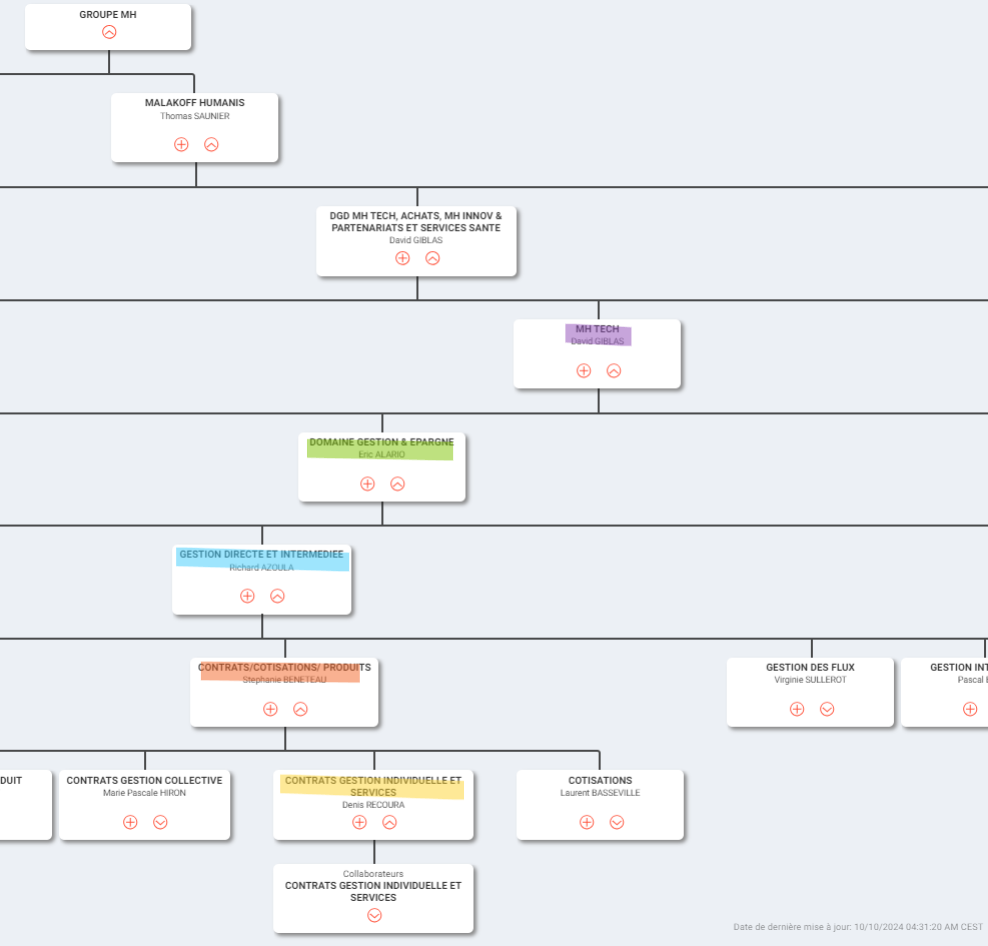 GROUPE MH
MALAKOFF HUMANIS
Thomas SAUNIER
DGD MH TECH, ACHATS, MH INNOV &
PARTENARIATS ET SERVICES SANTE
David GIBLAS
MH TECH
David GIBLAS
DOMAINE GESTION & EPARGNE
Eric ALARIO
GESTION DIRECTE ET INTERMEDIEE
Richard AZOULA
CONTRATS/COTISATIONS/ PRODUITS
Stephanie BENETEAU
GESTION DES FLUX
Virginie SULLEROT
GESTION INT
Pascal
DUIT
CONTRATS GESTION COLLECTIVE
Marie Pascale HIRON
CONTRATS GESTION INDIVIDUELLE ET
SERVICES
Denis RECOURA
COTISATIONS
Laurent BASSEVILLE
Collaborateurs
CONTRATS GESTION INDIVIDUELLE ET
SERVICES
Date de dernière mise à jour: 10/10/2024 04:31:20 AM CEST